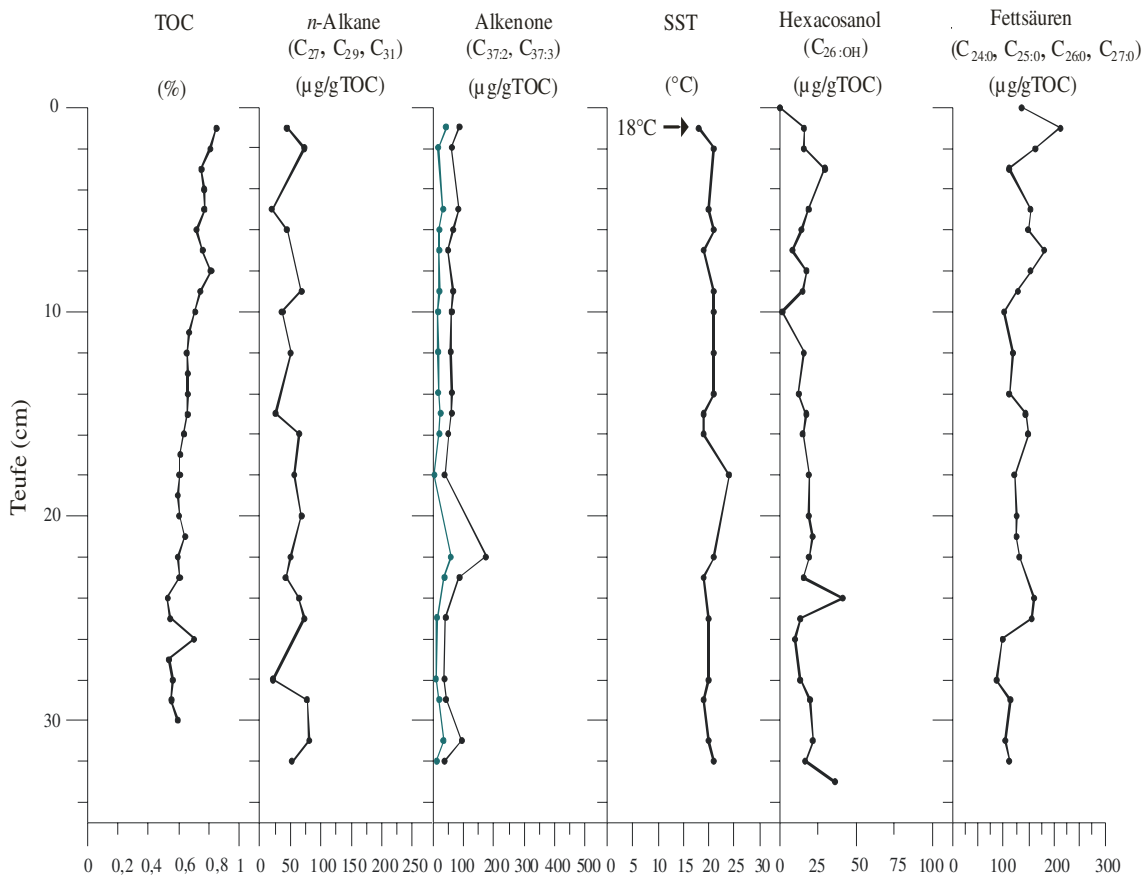 TOC
(%)
n-Alkane
(C27, C29, C31)
(µg/gTOC)
Alkenone
(C37:2, C37:3)
(µg/gTOC)
SST
(°C)
Hexacosanol
(C26:OH)
(µg/gTOC)
Fettsäuren
(C24:0, C25:0, C26:0, C27:0)
(µg/gTOC)
0
10
20
30
Teufe (cm)
18°C
0 0,2 0,4 0,6 0,8 1
0 50 100 150 200 250
0 100 200 300 400 500
0 5 10 15 20 25 30
0 25 50 75 100
0 100 200 300